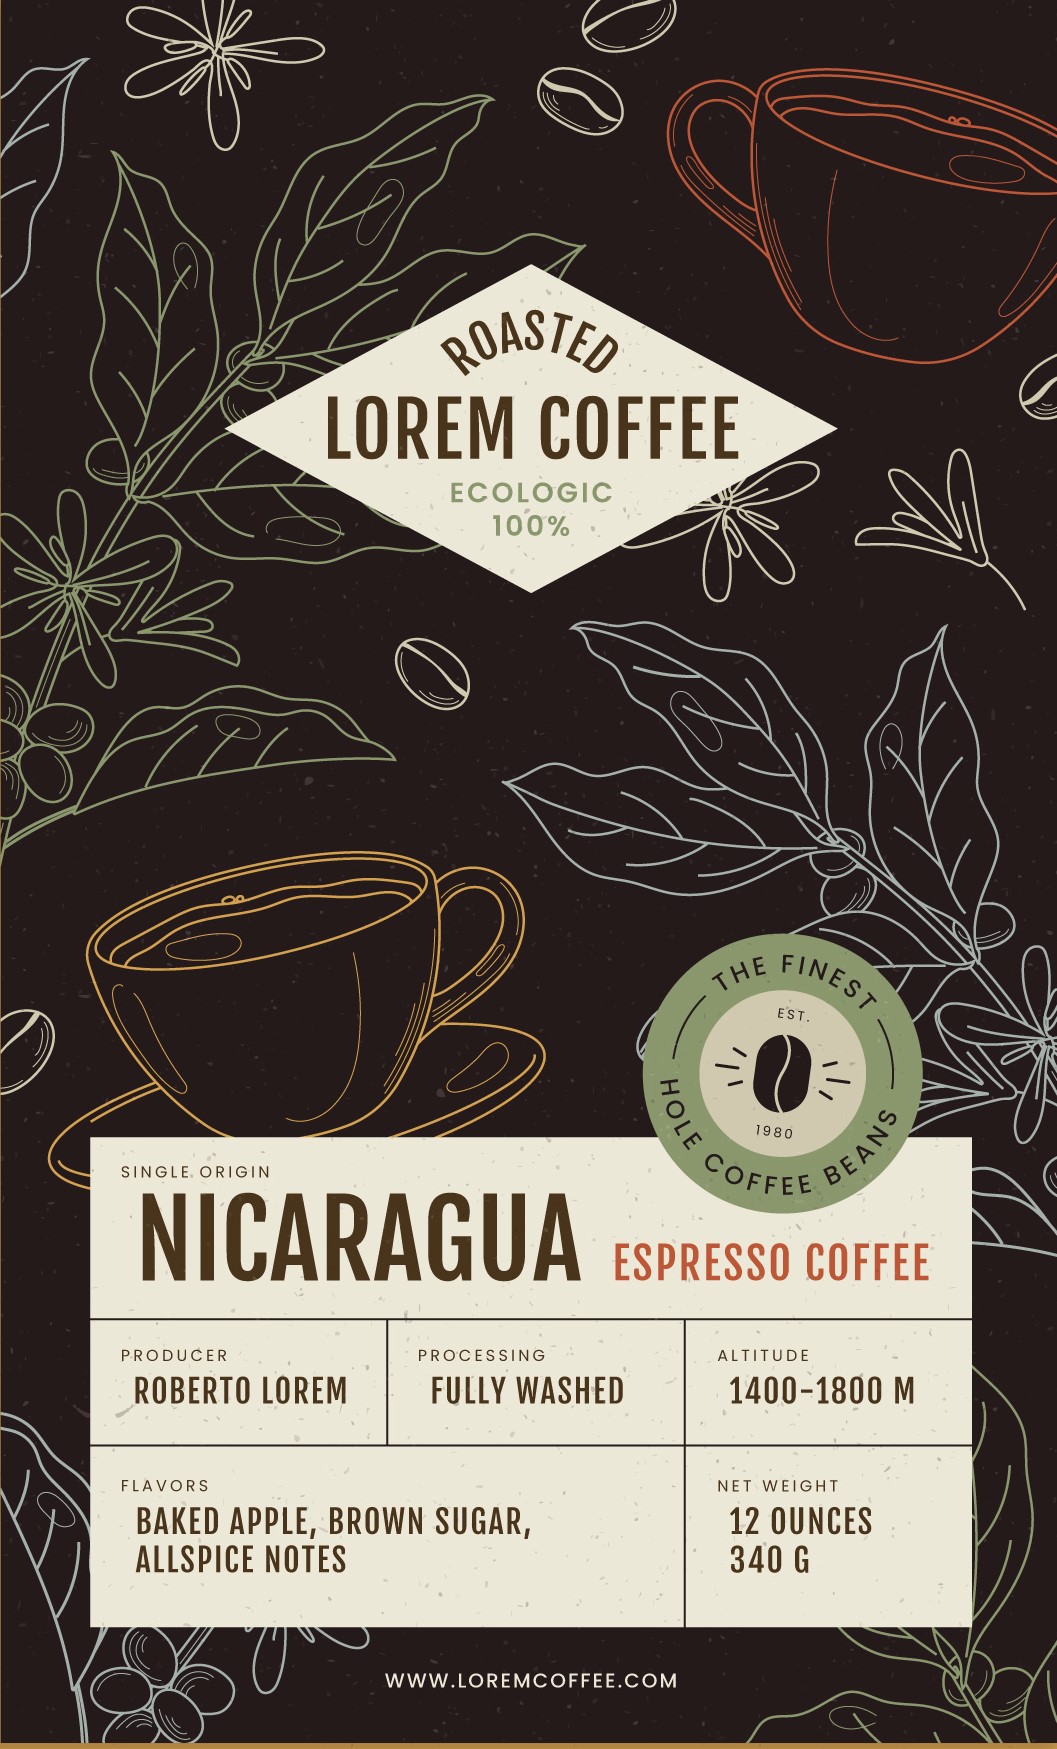 ROASTED
LOREM COFFEE
ECOLOGIC
100%
THE FINEST
EST.
1980
HOLE COFFEE BEANS
SINGLE ORIGIN
NICARAGUA
ESPRESSO COFFEE
PRODUCER
ROBERTO LOREM
PROCESSING
FULLY WASHED
ALTITUDE
1400-1800 M
FLAVORS
BAKED APPLE, BROWN SUGAR,
ALLSPICE NOTES
NET WEIGHT
12 OUNCES
340 G
WWW.LOREMCOFFEE.COM